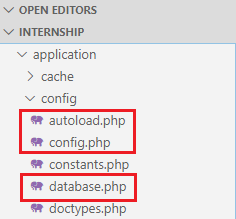 OPEN EDITORS
INTERNSHIP
application
cache
config
autoload.php
config.php
constants.php
database.php
doctypes.php